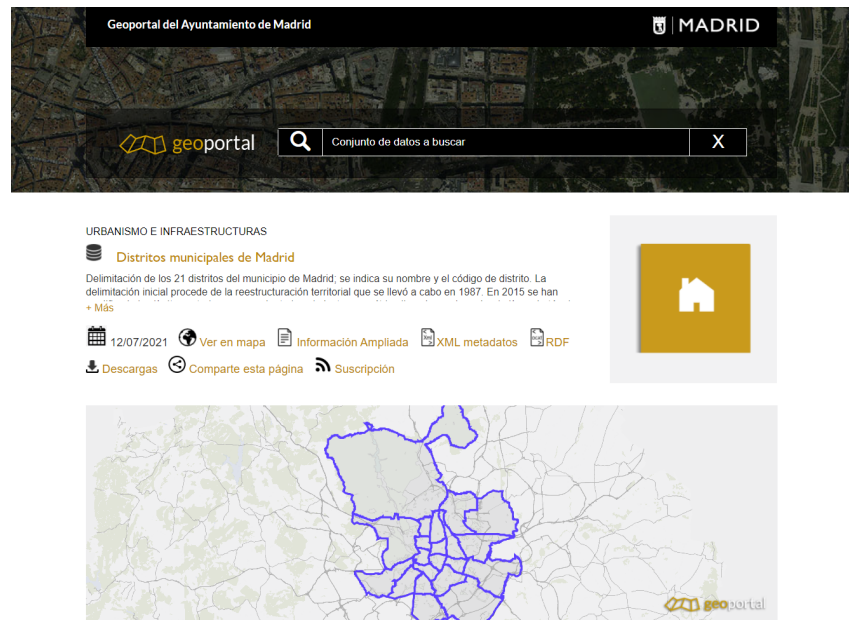 Geoportal del Ayuntamiento de Madrid
MADRID
geoportal
Conjunto de datos a buscar
X
URBANISMO E INFRAESTRUCTURAS
Distritos municipales de Madrid
Delimitación de los 21 distritos del municipio de Madrid; se indica su nombre y el código de distrito. La
delimitación inicial procede de la reestructuración territorial que se llevó a cabo en 1987. En 2015 se han
+ Más
12/07/2021 Ver en mapa Información Ampliada XML metadatos RDF
Descargas Comparte esta página Suscripción
geoportal